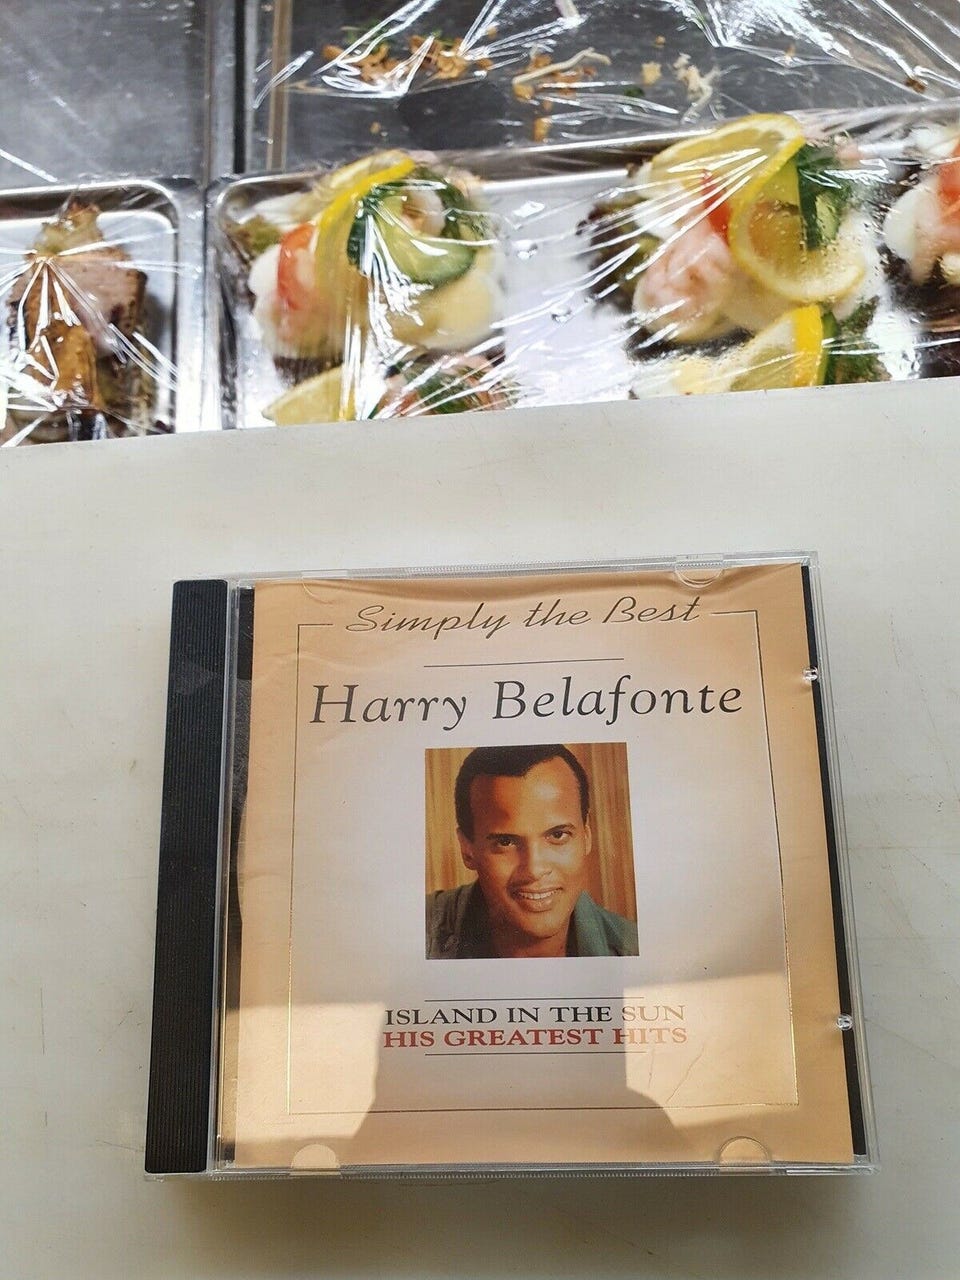 Simply the Best
Harry Belafonte
ISLAND IN THE SUN
HIS GREATEST HITS